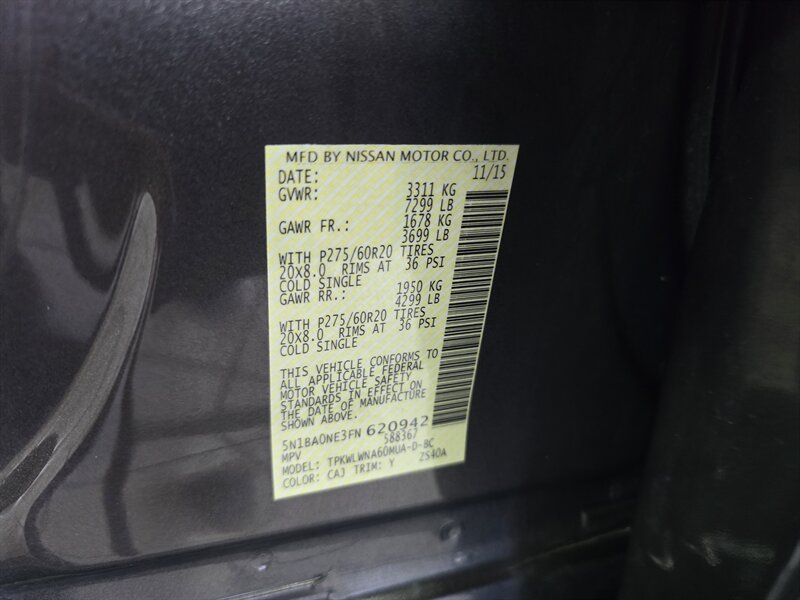 MFD BY NISSAN MOTOR CO., LTD.
DATE: 11/15
GVWR: 3311 KG
7299 LB
GAWR FR.: 1678 KG
3699 LB
WITH P275/60R20 TIRES
20X8.0 RIMS AT 36 PSI
COLD SINGLE
GAWR RR.: 1950 KG
4299 LB
WITH P275/60R20 TIRES
20X8.0 RIMS AT 36 PSI
COLD SINGLE
THIS VEHICLE CONFORMS TO
ALL APPLICABLE FEDERAL
MOTOR VEHICLE SAFETY
STANDARDS IN EFFECT ON
THE DATE OF MANUFACTURE
SHOWN ABOVE.
5N1BA0NE3FN 620942
MPV 588367
MODEL: TPKWLWNA60MUA-D-BC
COLOR: CAJ TRIM: Y ZS40A